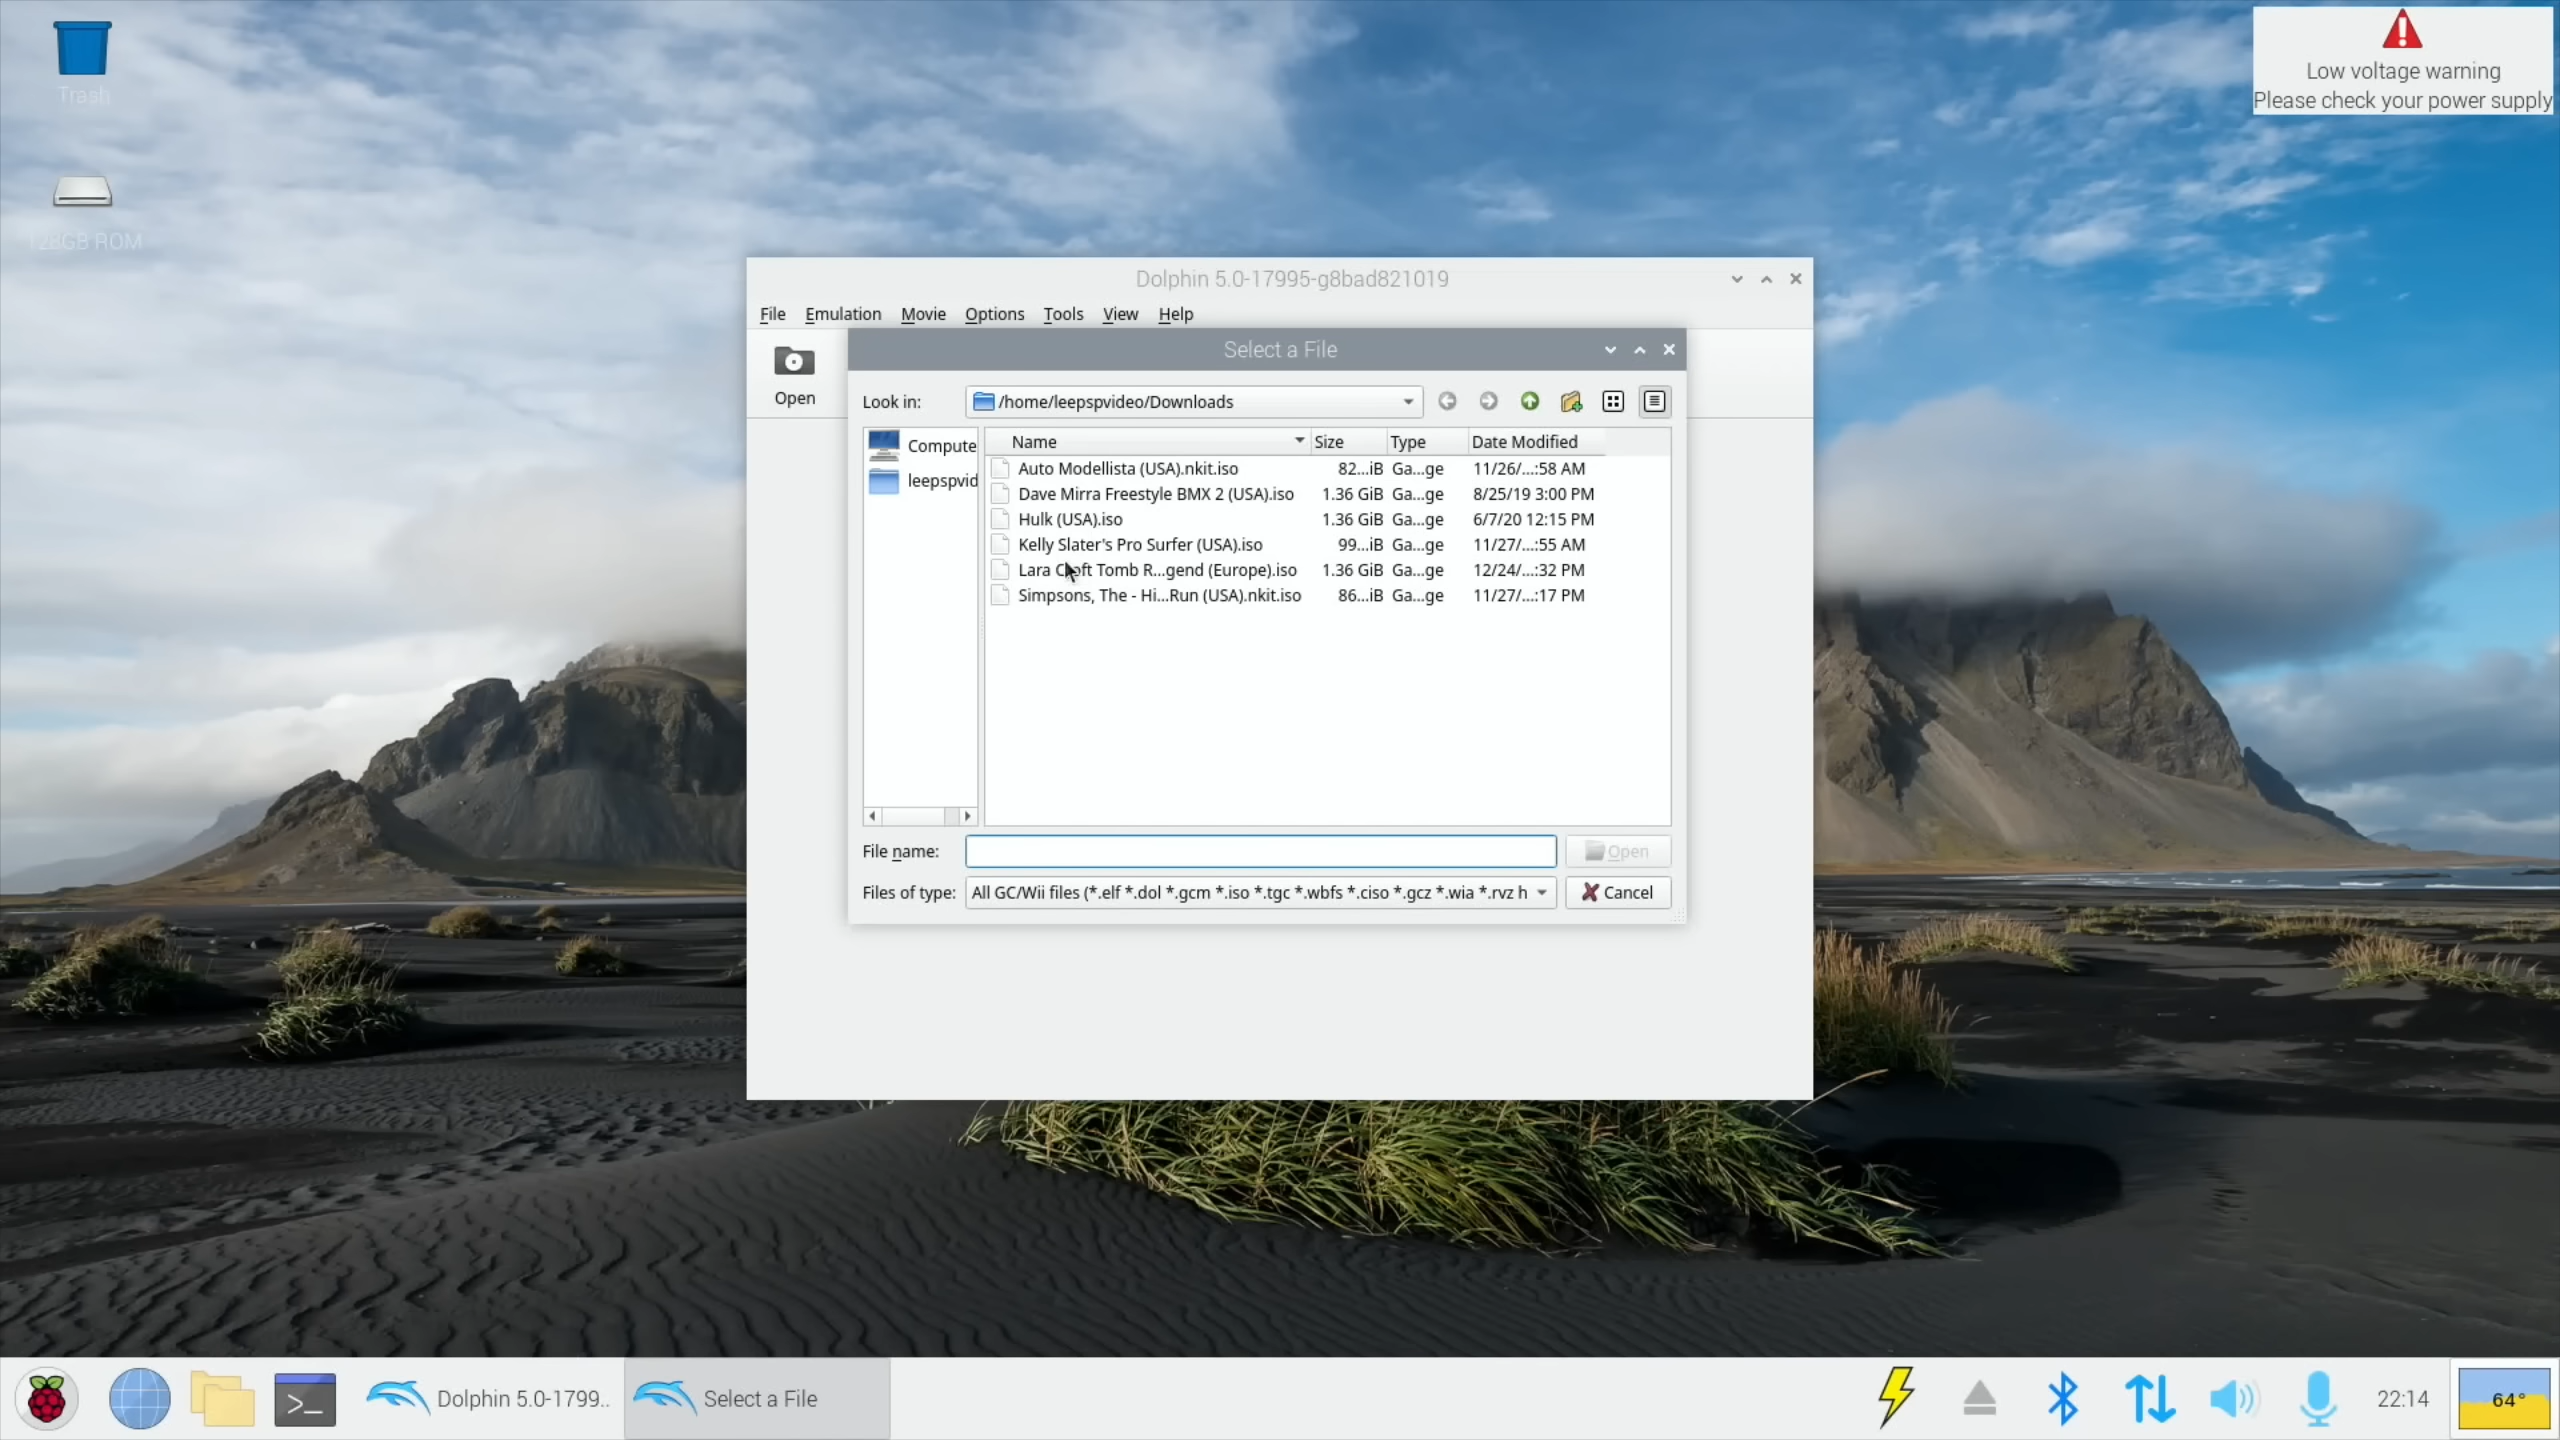 Trash
128GB ROM
Low voltage warning
Please check your power supply
Dolphin 5.0-17995-g8bad821019
File Emulation Movie Options Tools View Help
Open
Select a File
Look in: /home/leepspvideo/Downloads
Compute
leepspvid
Name Size Type Date Modified
Auto Modellista (USA).nkit.iso 82...iB Ga...ge 11/26/...:58 AM
Dave Mirra Freestyle BMX 2 (USA).iso 1.36 GiB Ga...ge 8/25/19 3:00 PM
Hulk (USA).iso 1.36 GiB Ga...ge 6/7/20 12:15 PM
Kelly Slater's Pro Surfer (USA).iso 99...iB Ga...ge 11/27/...:55 AM
Lara Croft Tomb R...gend (Europe).iso 1.36 GiB Ga...ge 12/24/...:32 PM
Simpsons, The - Hi...Run (USA).nkit.iso 86...iB Ga...ge 11/27/...:17 PM
File name: Open
Files of type: All GC/Wii files (*.elf *.dol *.gcm *.iso *.tgc *.wbfs *.ciso *.gcz *.wia *.rvz h Cancel
>_ Dolphin 5.0-1799.. Select a File 22:14 64°